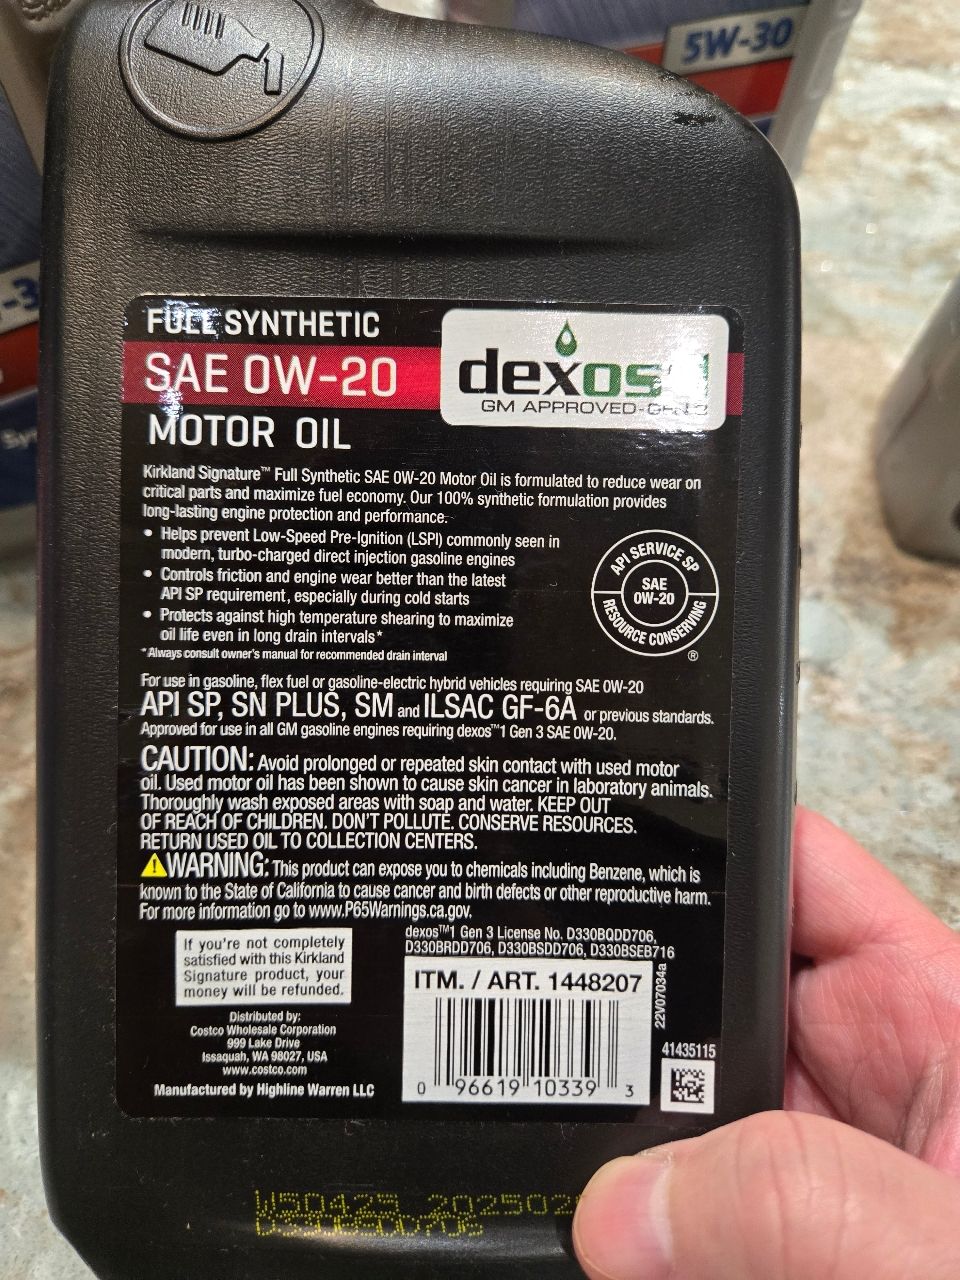 5W-30
-3
FULL SYNTHETIC
SAE 0W-20
MOTOR OIL
dexos
GM APPROVED-GEN 3
Kirkland Signature™ Full Synthetic SAE 0W-20 Motor Oil is formulated to reduce wear on
critical parts and maximize fuel economy. Our 100% synthetic formulation provides
long-lasting engine protection and performance.
• Helps prevent Low-Speed Pre-Ignition (LSPI) commonly seen in
modern, turbo-charged direct injection gasoline engines
• Controls friction and engine wear better than the latest
API SP requirement, especially during cold starts
• Protects against high temperature shearing to maximize
oil life even in long drain intervals*
*Always consult owner's manual for recommended drain interval
API SERVICE SP
SAE
0W-20
RESOURCE CONSERVING
®
For use in gasoline, flex fuel or gasoline-electric hybrid vehicles requiring SAE 0W-20
API SP, SN PLUS, SM and ILSAC GF-6A or previous standards.
Approved for use in all GM gasoline engines requiring dexos™1 Gen 3 SAE 0W-20.
CAUTION: Avoid prolonged or repeated skin contact with used motor
oil. Used motor oil has been shown to cause skin cancer in laboratory animals.
Thoroughly wash exposed areas with soap and water. KEEP OUT
OF REACH OF CHILDREN. DON'T POLLUTE. CONSERVE RESOURCES.
RETURN USED OIL TO COLLECTION CENTERS.
WARNING: This product can expose you to chemicals including Benzene, which is
known to the State of California to cause cancer and birth defects or other reproductive harm.
For more information go to www.P65Warnings.ca.gov.
If you're not completely
satisfied with this Kirkland
Signature product, your
money will be refunded.
Distributed by:
Costco Wholesale Corporation
999 Lake Drive
Issaquah, WA 98027, USA
www.costco.com
Manufactured by Highline Warren LLC
dexos™1 Gen 3 License No. D330BQDD706,
D330BRDD706, D330BSDD706, D330BSEB716
ITM. / ART. 1448207
0 96619 10339 3
22V07034a
41435115
W50423 202502